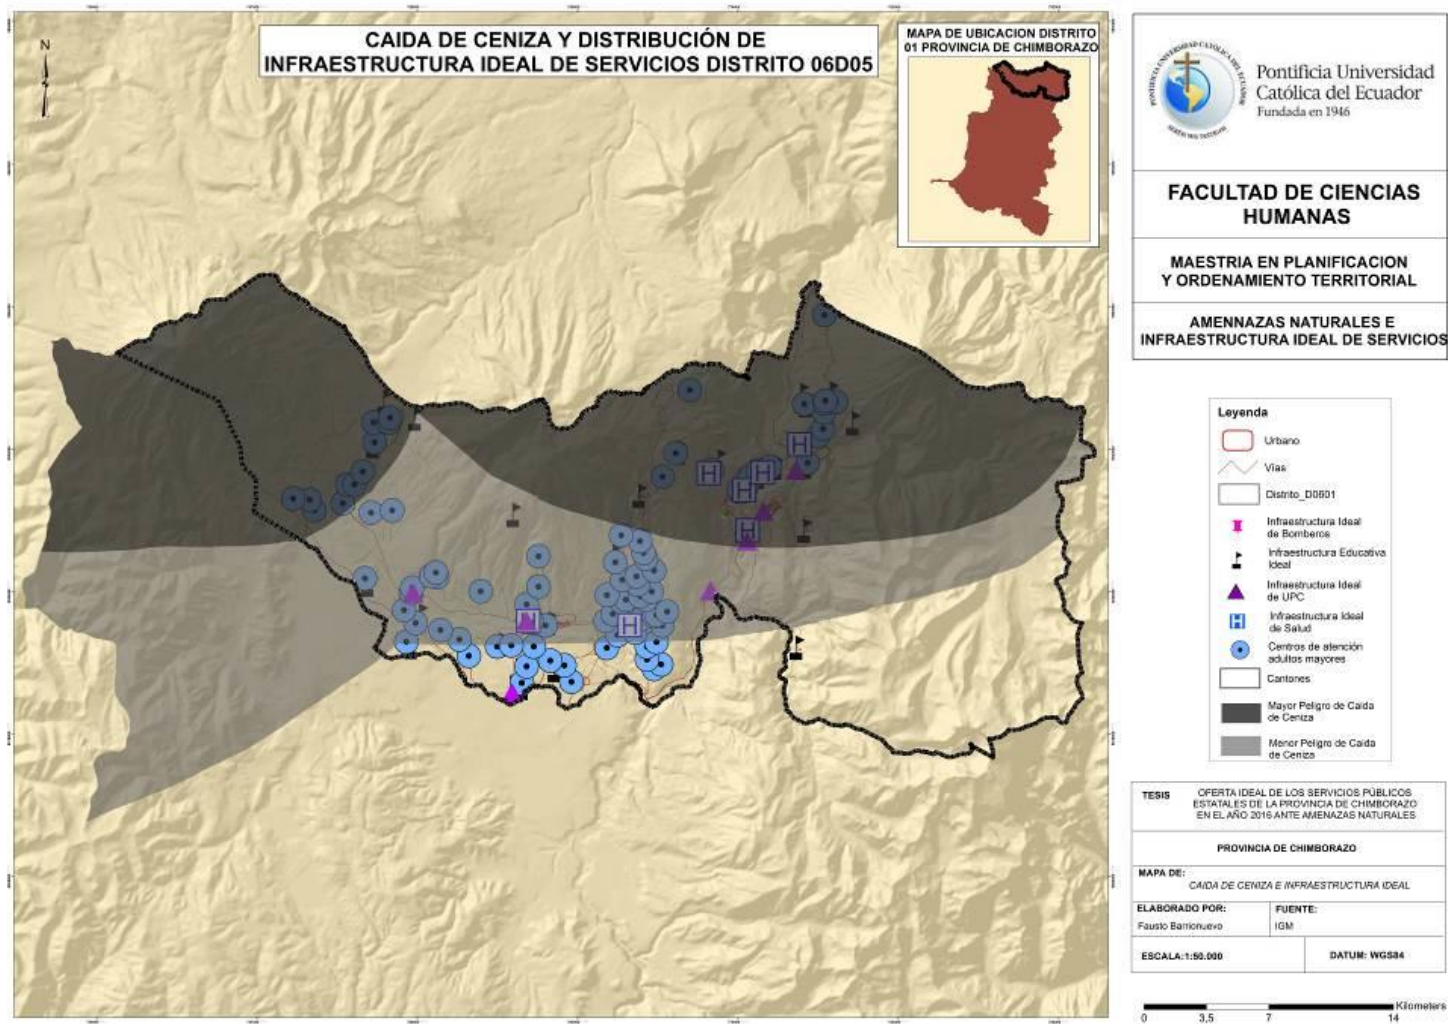 CAIDA DE CENIZA Y DISTRIBUCIÓN DE
INFRAESTRUCTURA IDEAL DE SERVICIOS DISTRITO 06D05
N
MAPA DE UBICACION DISTRITO
01 PROVINCIA DE CHIMBORAZO
Pontificia Universidad
Católica del Ecuador
Fundada en 1946
FACULTAD DE CIENCIAS
HUMANAS
MAESTRIA EN PLANIFICACION
Y ORDENAMIENTO TERRITORIAL
AMENNAZAS NATURALES E
INFRAESTRUCTURA IDEAL DE SERVICIOS
Leyenda
Urbano
Vías
Distrito_D0601
Infraestructura Ideal
de Bomberos
Infraestructura Educativa
Ideal
Infraestructura Ideal
de UPC
Infraestructura Ideal
de Salud
Centros de atención
adultos mayores
Cantones
Mayor Peligro de Caida
de Ceniza
Menor Peligro de Caida
de Ceniza
TESIS
OFERTA IDEAL DE LOS SERVICIOS PÚBLICOS
ESTATALES DE LA PROVINCIA DE CHIMBORAZO
EN EL AÑO 2016 ANTE AMENAZAS NATURALES
PROVINCIA DE CHIMBORAZO
MAPA DE:
CAIDA DE CENIZA E INFRAESTRUCTURA IDEAL
ELABORADO POR:
Fausto Barrionuevo
FUENTE:
IGM
ESCALA:1:50.000
DATUM: WGS84
Kilometers
0 3,5 7 14